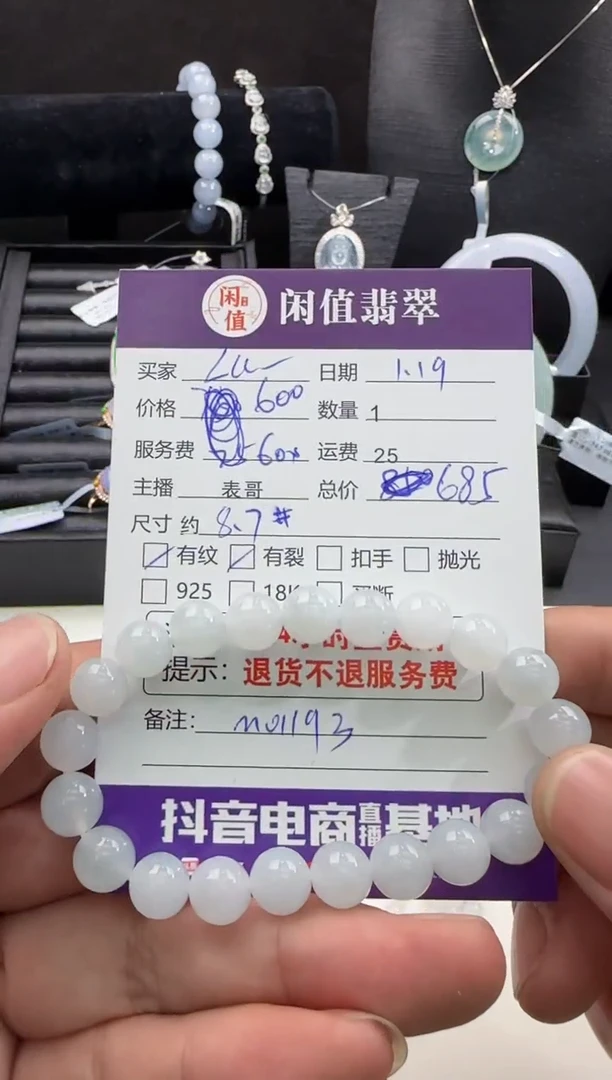 闲值 闲值翡翠
买家 Lu 日期 1.19
价格 600 数量 1
服务费 60 运费 25
主播 表哥 总价 685
尺寸 约 8.7#
有纹 有裂 扣手 抛光
925 18K
提示：退货不退服务费
备注：
抖音电商直播基地